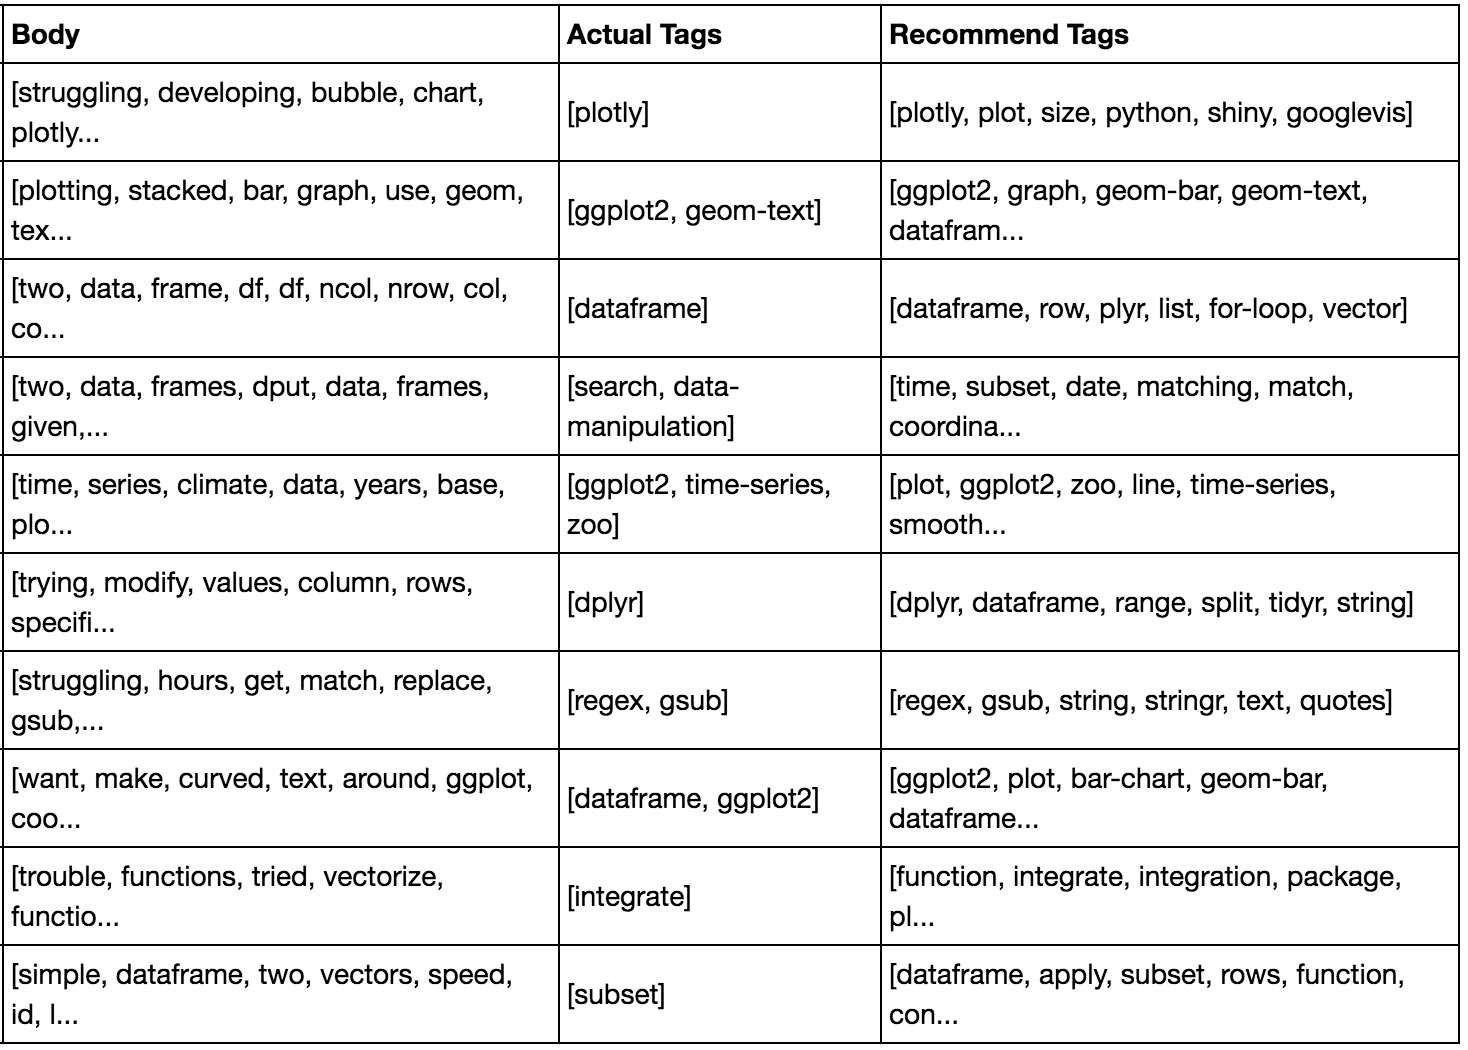 Body Actual Tags Recommend Tags
[struggling, developing, bubble, chart,
plotly...
[plotly]
[plotly, plot, size, python, shiny, googlevis]
[plotting, stacked, bar, graph, use, geom,
tex...
[ggplot2, geom-text]
[ggplot2, graph, geom-bar, geom-text,
datafram...
[two, data, frame, df, df, ncol, nrow, col,
co...
[dataframe]
[dataframe, row, plyr, list, for-loop, vector]
[two, data, frames, dput, data, frames,
given,...
[search, data-
manipulation]
[time, subset, date, matching, match,
coordina...
[time, series, climate, data, years, base,
plo...
[ggplot2, time-series,
zoo]
[plot, ggplot2, zoo, line, time-series,
smooth...
[trying, modify, values, column, rows,
specifi...
[dplyr]
[dplyr, dataframe, range, split, tidyr, string]
[struggling, hours, get, match, replace,
gsub,...
[regex, gsub]
[regex, gsub, string, stringr, text, quotes]
[want, make, curved, text, around, ggplot,
coo...
[dataframe, ggplot2]
[ggplot2, plot, bar-chart, geom-bar,
dataframe...
[trouble, functions, tried, vectorize,
functio...
[integrate]
[function, integrate, integration, package,
pl...
[simple, dataframe, two, vectors, speed,
id, l...
[subset]
[dataframe, apply, subset, rows, function,
con...